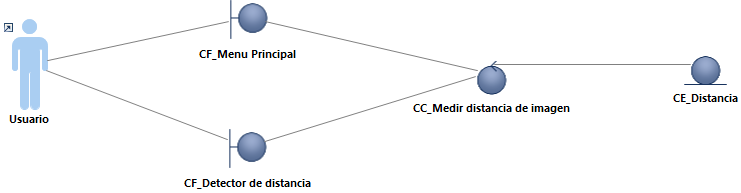 CF_Menu Principal
Usuario
CC_Medir distancia de imagen
CE_Distancia
CF_Detector de distancia